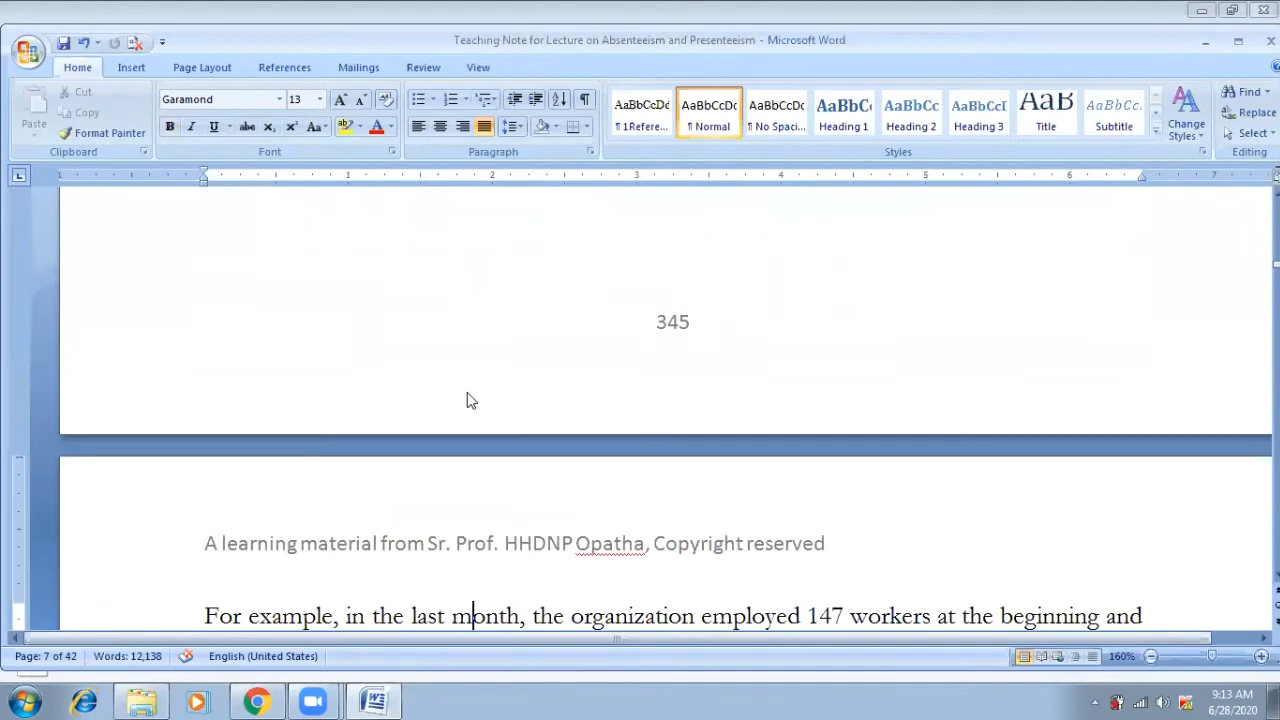 Teaching Note for Lecture on Absenteeism and Presenteeism - Microsoft Word
Home Insert Page Layout References Mailings Review View
Paste Cut
Copy
Format Painter
Clipboard
Garamond 13
Font
Paragraph
AaBbCcDd AaBbCcDc AaBbCcDc AaBbC AaBbCc AaBbCcI AaB AaBbCc.
¶ 1Refere... ¶ Normal ¶ No Spaci... Heading 1 Heading 2 Heading 3 Title Subtitle
Change Styles
Styles
Find
Replace
Select
Editing
345
A learning material from Sr. Prof. HHDNP Opatha, Copyright reserved
For example, in the last month, the organization employed 147 workers at the beginning and
Page: 7 of 42 Words: 12,138 English (United States) 160%
9:13 AM
6/28/2020